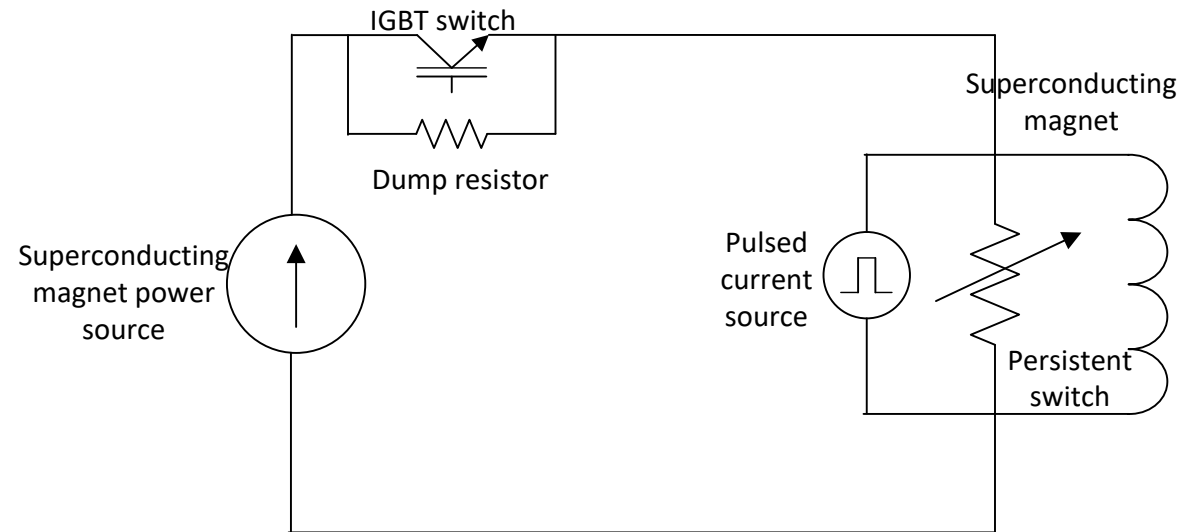 IGBT switch
Dump resistor
Superconducting
magnet power
source
Superconducting
magnet
Pulsed
current
source
Persistent
switch